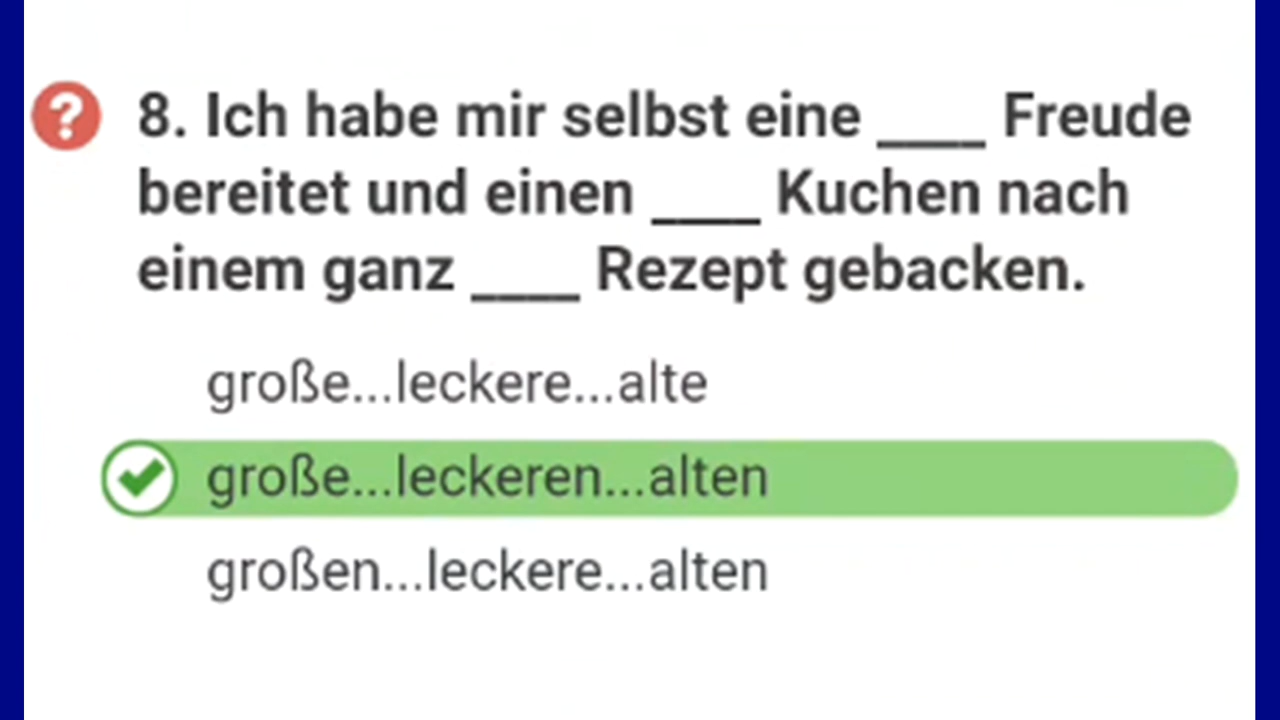 8. Ich habe mir selbst eine ____ Freude
bereitet und einen ____ Kuchen nach
einem ganz ____ Rezept gebacken.
große...leckere...alte
große...leckeren...alten
großen...leckere...alten